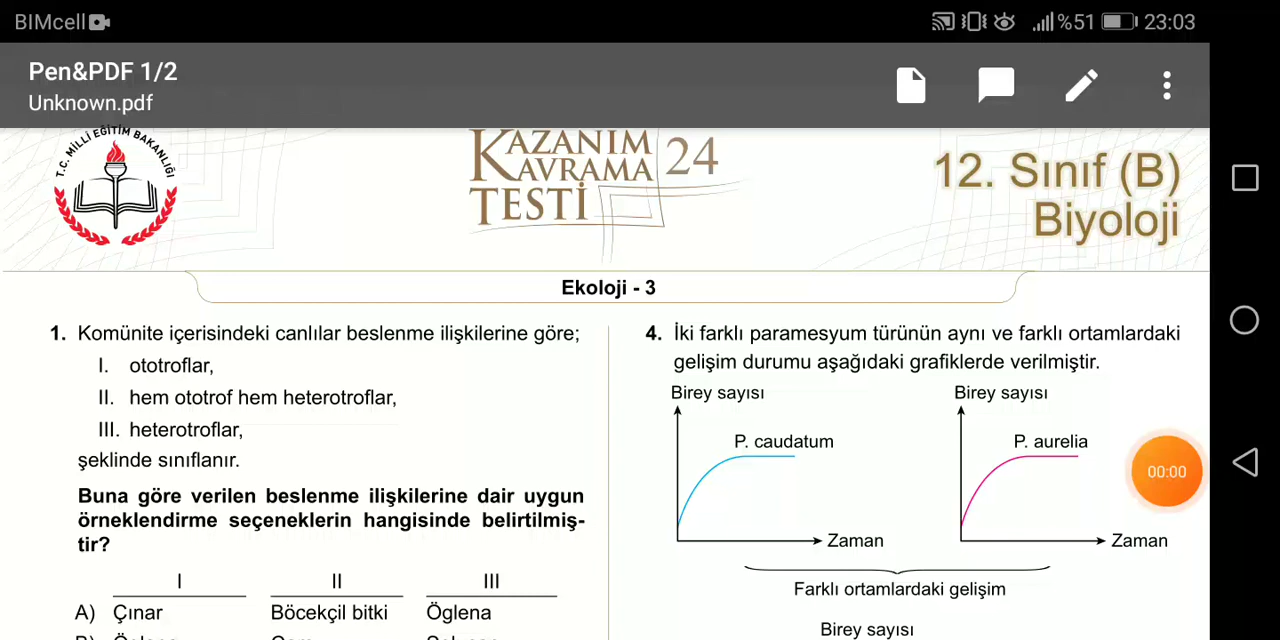 BIMcell
%51
23:03
Pen&PDF 1/2
Unknown.pdf
T.C. MİLLİ EĞİTİM BAKANLIĞI
KAZANIM
KAVRAMA
TESTİ
24
12. Sınıf (B)
Biyoloji
Ekoloji - 3
1. Komünite içerisindeki canlılar beslenme ilişkilerine göre;
I. ototroflar,
II. hem ototrof hem heterotroflar,
III. heterotroflar,
şeklinde sınıflanır.
Buna göre verilen beslenme ilişkilerine dair uygun
örneklendirme seçeneklerin hangisinde belirtilmiş-
tir?
I II III
A) Çınar Böcekçil bitki Öglena
4. İki farklı paramesyum türünün aynı ve farklı ortamlardaki
gelişim durumu aşağıdaki grafiklerde verilmiştir.
Birey sayısı
P. caudatum
Zaman
Birey sayısı
P. aurelia
Zaman
Farklı ortamlardaki gelişim
Birey sayısı
00:00